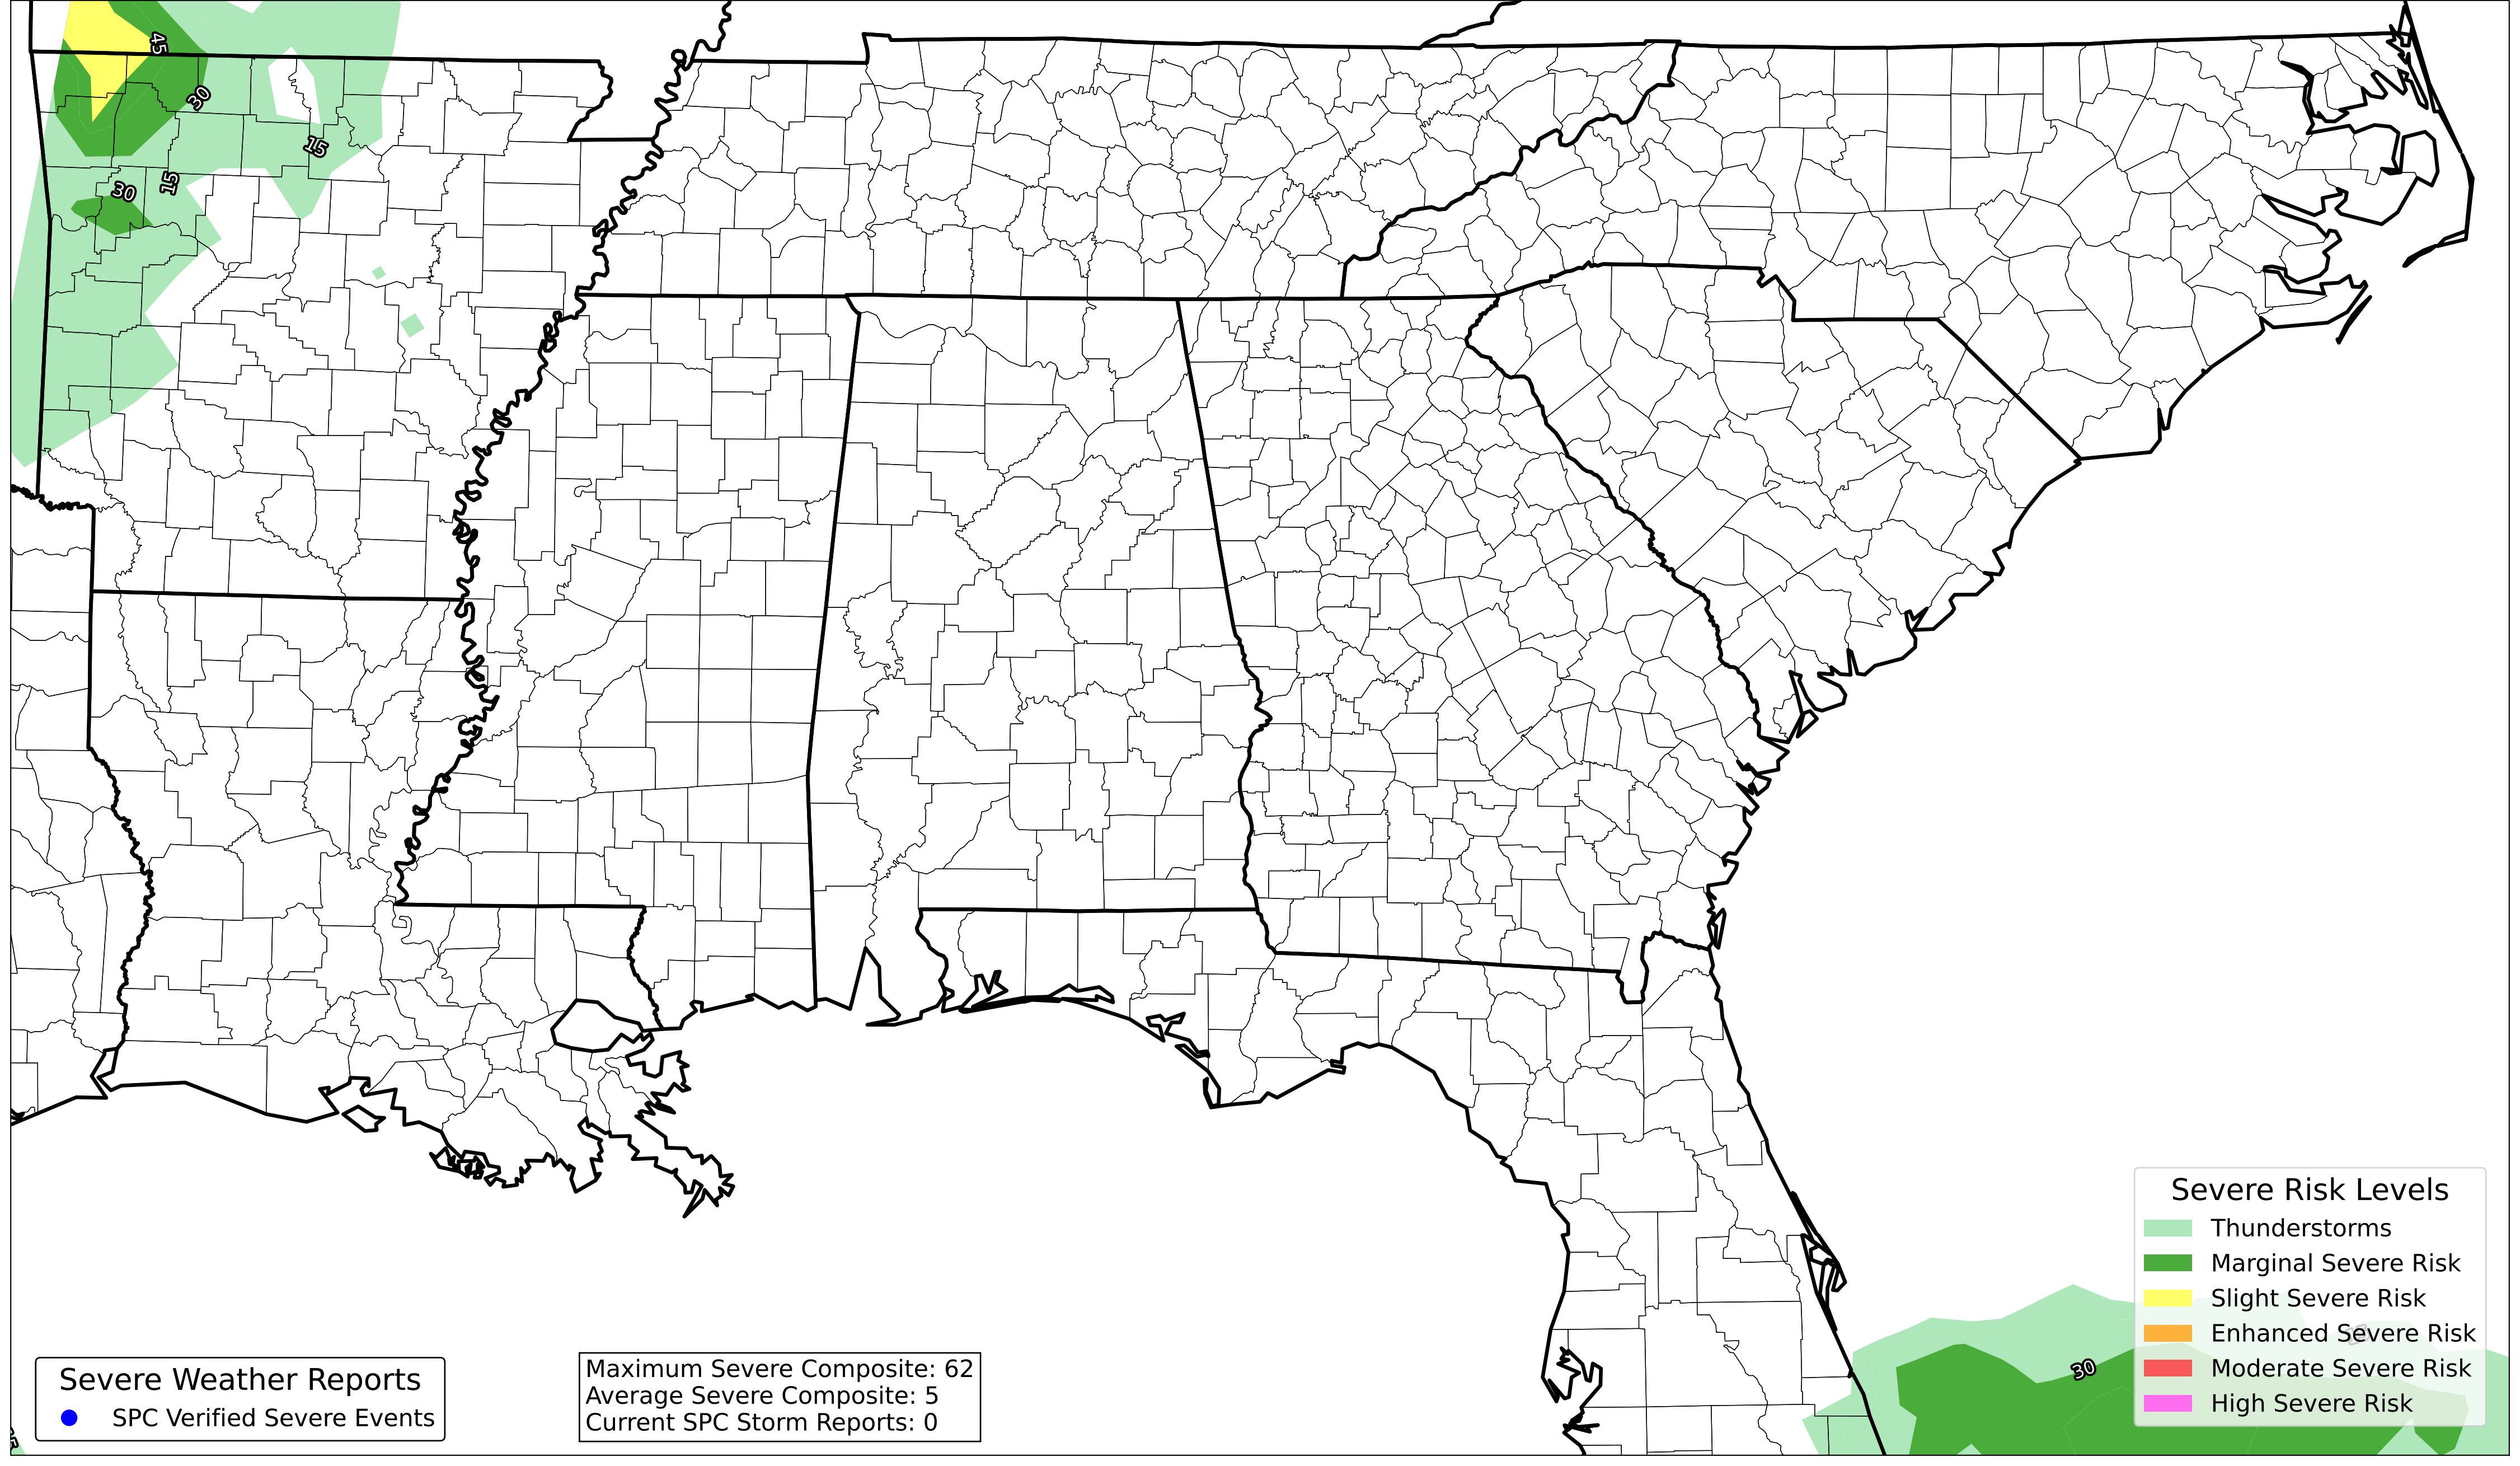 45
30
15
30
15
30
Severe Risk Levels
Thunderstorms
Marginal Severe Risk
Slight Severe Risk
Enhanced Severe Risk
Moderate Severe Risk
High Severe Risk
Severe Weather Reports
SPC Verified Severe Events
Maximum Severe Composite: 62
Average Severe Composite: 5
Current SPC Storm Reports: 0